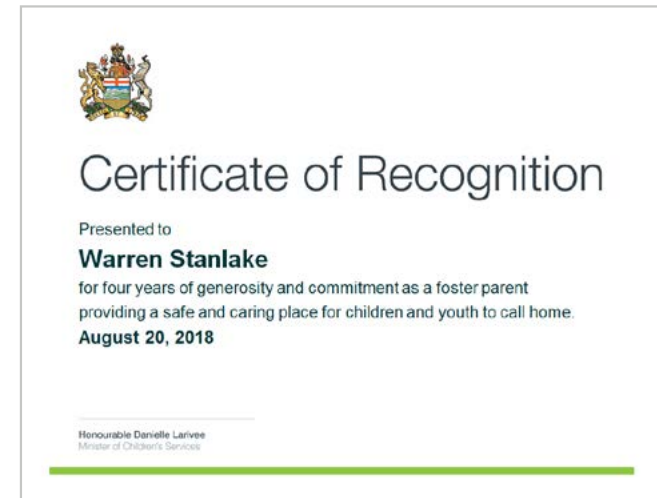 Certificate of Recognition
Presented to
Warren Stanlake
for four years of generosity and commitment as a foster parent
providing a safe and caring place for children and youth to call home.
August 20, 2018
Honourable Danielle Larivee
Minister of Children's Services